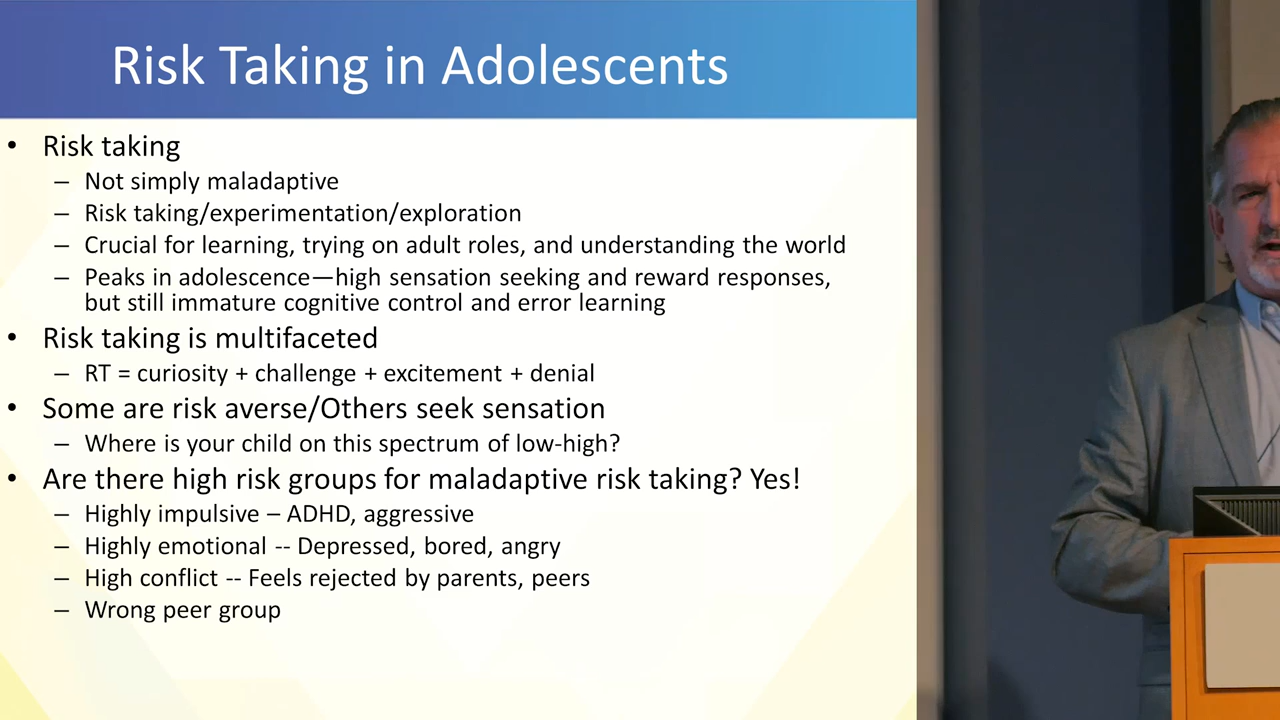 Risk Taking in Adolescents
• Risk taking
– Not simply maladaptive
– Risk taking/experimentation/exploration
– Crucial for learning, trying on adult roles, and understanding the world
– Peaks in adolescence—high sensation seeking and reward responses,
but still immature cognitive control and error learning
• Risk taking is multifaceted
– RT = curiosity + challenge + excitement + denial
• Some are risk averse/Others seek sensation
– Where is your child on this spectrum of low-high?
• Are there high risk groups for maladaptive risk taking? Yes!
– Highly impulsive – ADHD, aggressive
– Highly emotional -- Depressed, bored, angry
– High conflict -- Feels rejected by parents, peers
– Wrong peer group